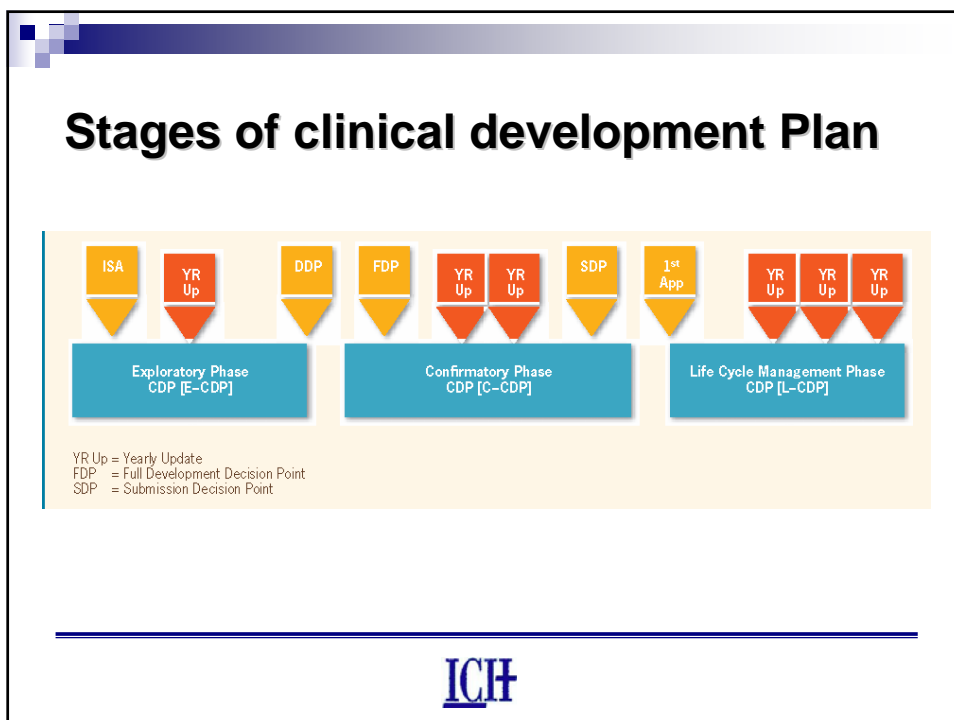 Stages of clinical development Plan
ISA
YR
Up
DDP
FDP
YR
Up
YR
Up
SDP
1st
App
YR
Up
YR
Up
YR
Up
Exploratory Phase
CDP [E-CDP]
Confirmatory Phase
CDP [C-CDP]
Life Cycle Management Phase
CDP [L-CDP]
YR Up = Yearly Update
FDP = Full Development Decision Point
SDP = Submission Decision Point
ICH